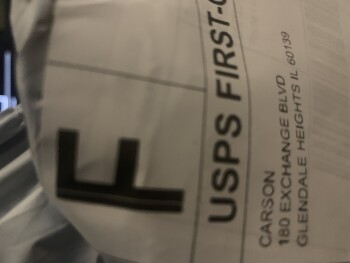 F
USPS FIRST-C
CARSON
180 EXCHANGE BLVD
GLENDALE HEIGHTS IL 60139